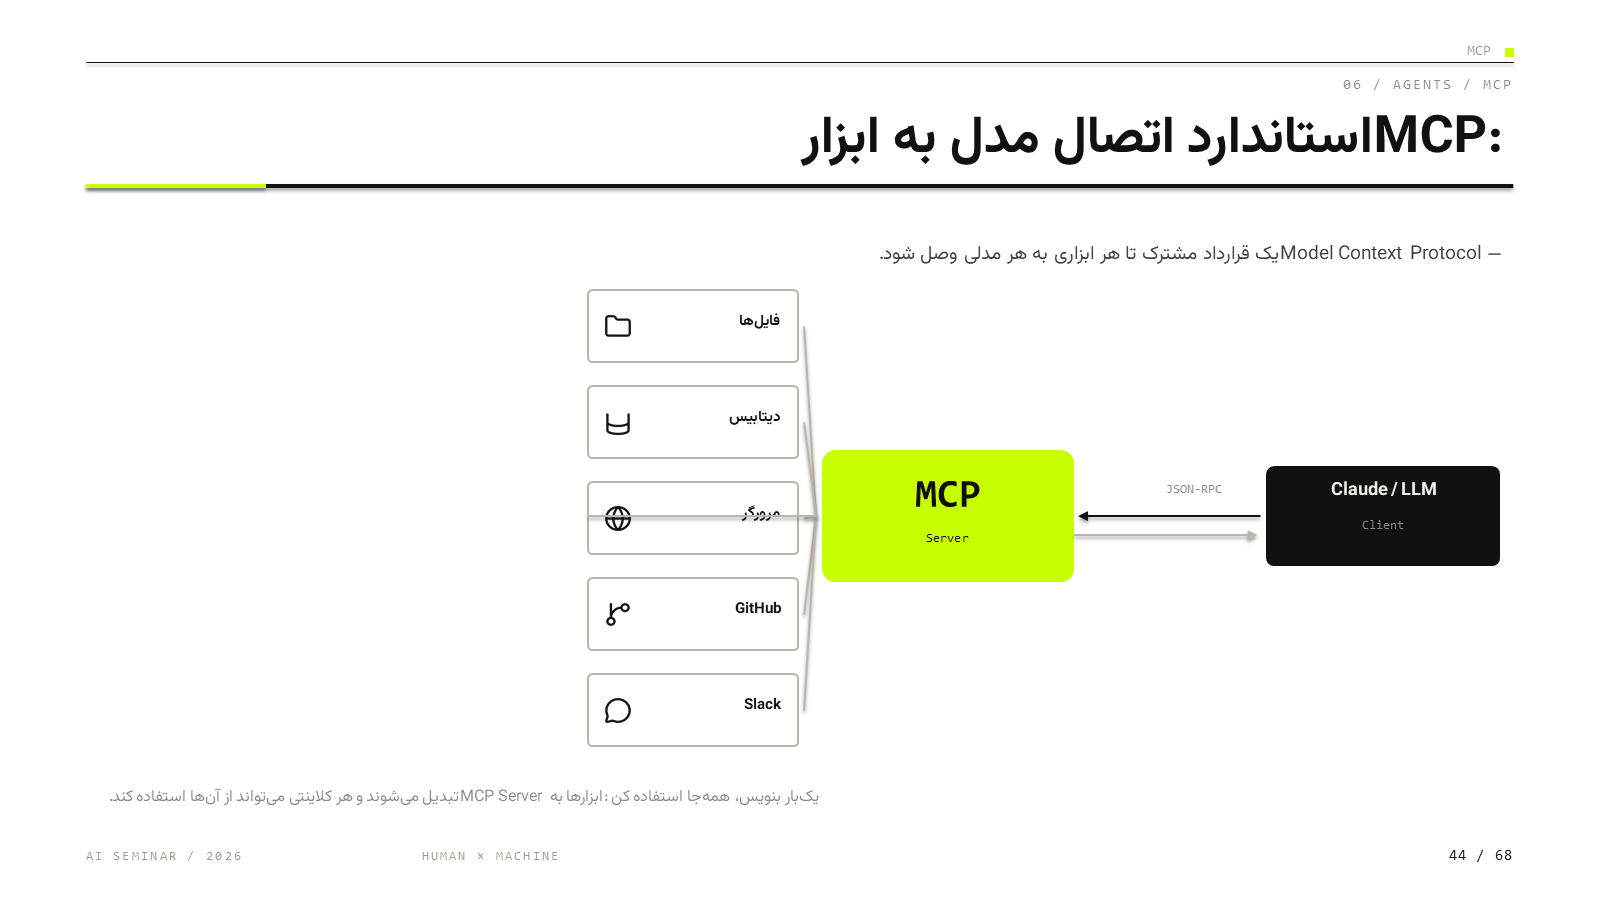 MCP
06 / AGENTS / MCP
MCP: استاندارد اتصال مدل به ابزار
— Model Context Protocol یک قرارداد مشترک تا هر ابزاری به هر مدلی وصل شود.
فایل‌ها
دیتابیس
مرورگر
GitHub
Slack
MCP
Server
JSON-RPC
Claude / LLM
Client
یک‌بار بنویس، همه‌جا استفاده کن: ابزارها به MCP Server تبدیل می‌شوند و هر کلاینتی می‌تواند از آن‌ها استفاده کند.
AI SEMINAR / 2026
HUMAN × MACHINE
44 / 68